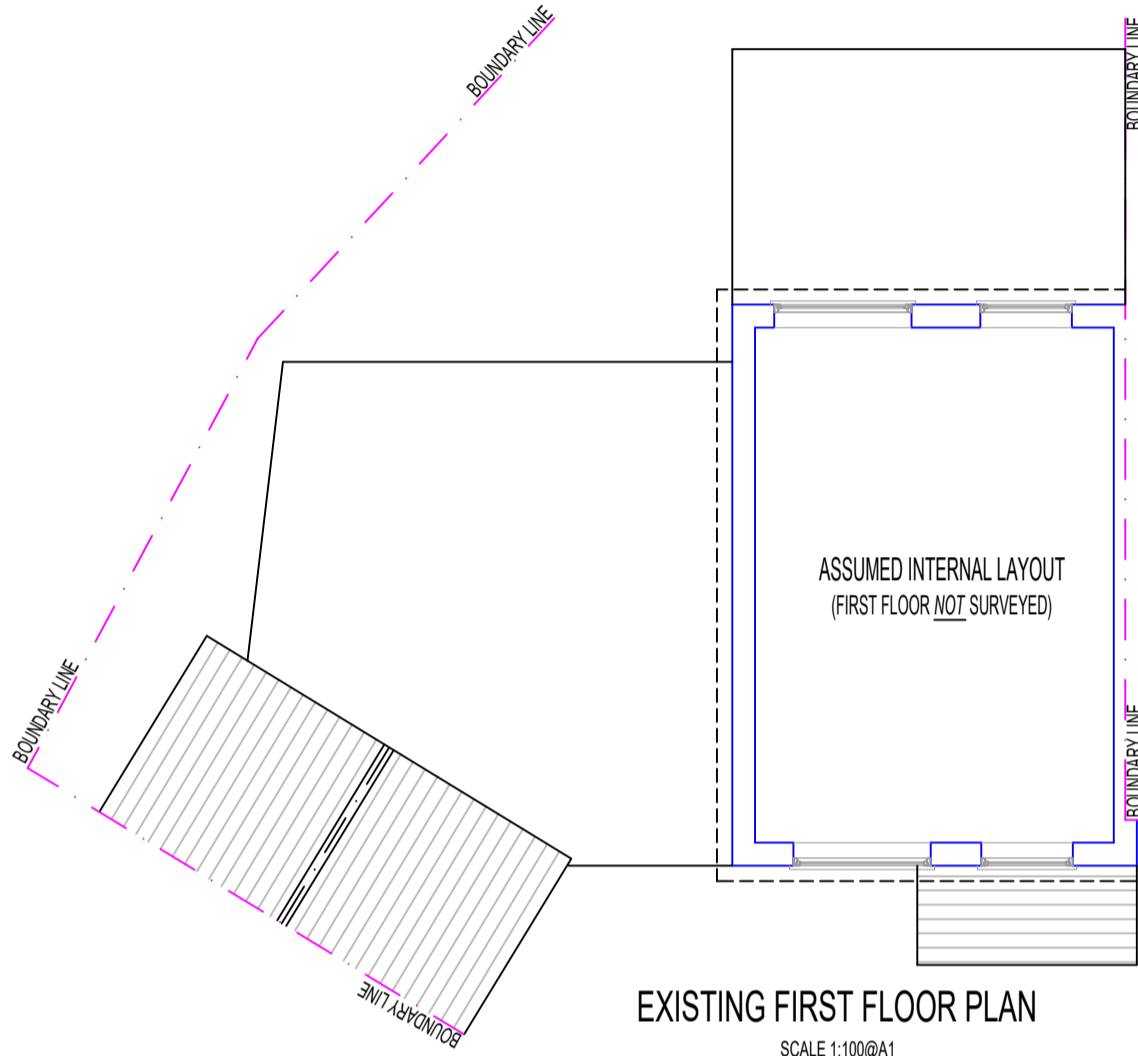 BOUNDARY LINE
BOUNDARY LINE
ASSUMED INTERNAL LAYOUT
(FIRST FLOOR NOT SURVEYED)
BOUNDARY LINE
BOUNDARY LINE
BOUNDARY LINE
EXISTING FIRST FLOOR PLAN
SCALE 1:100@A1